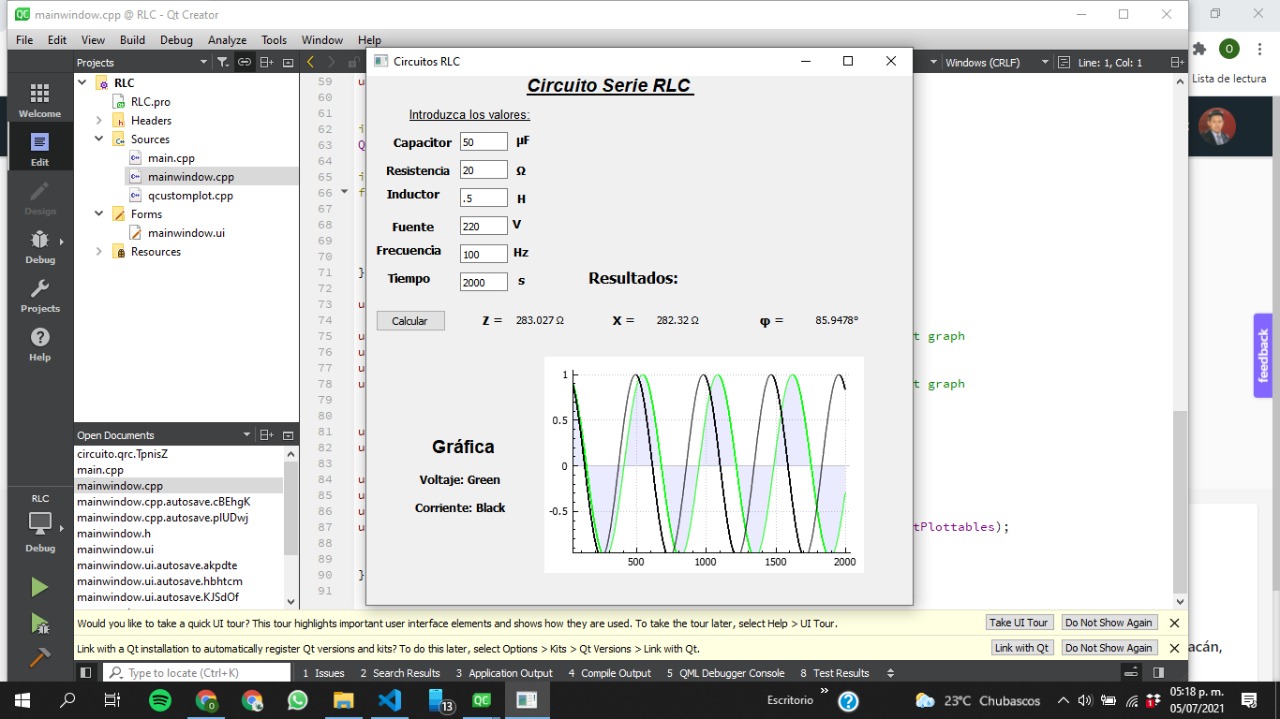 mainwindow.cpp @ RLC - Qt Creator
File Edit View Build Debug Analyze Tools Window Help
Projects
Windows (CRLF)
Line: 1, Col: 1
Lista de lectura
O
Welcome
Edit
Design
Debug
Projects
Help
RLC
Debug
RLC
RLC.pro
Headers
Sources
main.cpp
mainwindow.cpp
qcustomplot.cpp
Forms
mainwindow.ui
Resources
Open Documents
circuito.qrc.TpnisZ
main.cpp
mainwindow.cpp
mainwindow.cpp.autosave.cBEhgK
mainwindow.cpp.autosave.plUDwj
mainwindow.h
mainwindow.ui
mainwindow.ui.autosave.akpdte
mainwindow.ui.autosave.hbhtcm
mainwindow.ui.autosave.KJSdOf
59 u
60
61
62 i
63 Q
64
65 i
66 f
67
68
69
70
71 }
72
73 u
74
75 u t graph
76 u
77 u
78 u t graph
79
80
81 u
82 u
83
84 u
85 u
86 u
87 u tPlottables);
88
89
90 }
91
Circuitos RLC
Circuito Serie RLC
Introduzca los valores:
Capacitor 50 µF
Resistencia 20 Ω
Inductor .5 H
Fuente 220 V
Frecuencia 100 Hz
Tiempo 2000 s
Resultados:
Calcular
Z = 283.027 Ω
X = 282.32 Ω
φ = 85.9478°
Gráfica
Voltaje: Green
Corriente: Black
1
0.5
0
-0.5
500 1000 1500 2000
feedback
acán,
Would you like to take a quick UI tour? This tour highlights important user interface elements and shows how they are used. To take the tour later, select Help > UI Tour.
Take UI Tour
Do Not Show Again
Link with a Qt installation to automatically register Qt versions and kits? To do this later, select Options > Kits > Qt Versions > Link with Qt.
Link with Qt
Do Not Show Again
Type to locate (Ctrl+K)
1 Issues 2 Search Results 3 Application Output 4 Compile Output 5 QML Debugger Console 8 Test Results
13
Escritorio
23°C Chubascos
05:18 p. m.
05/07/2021